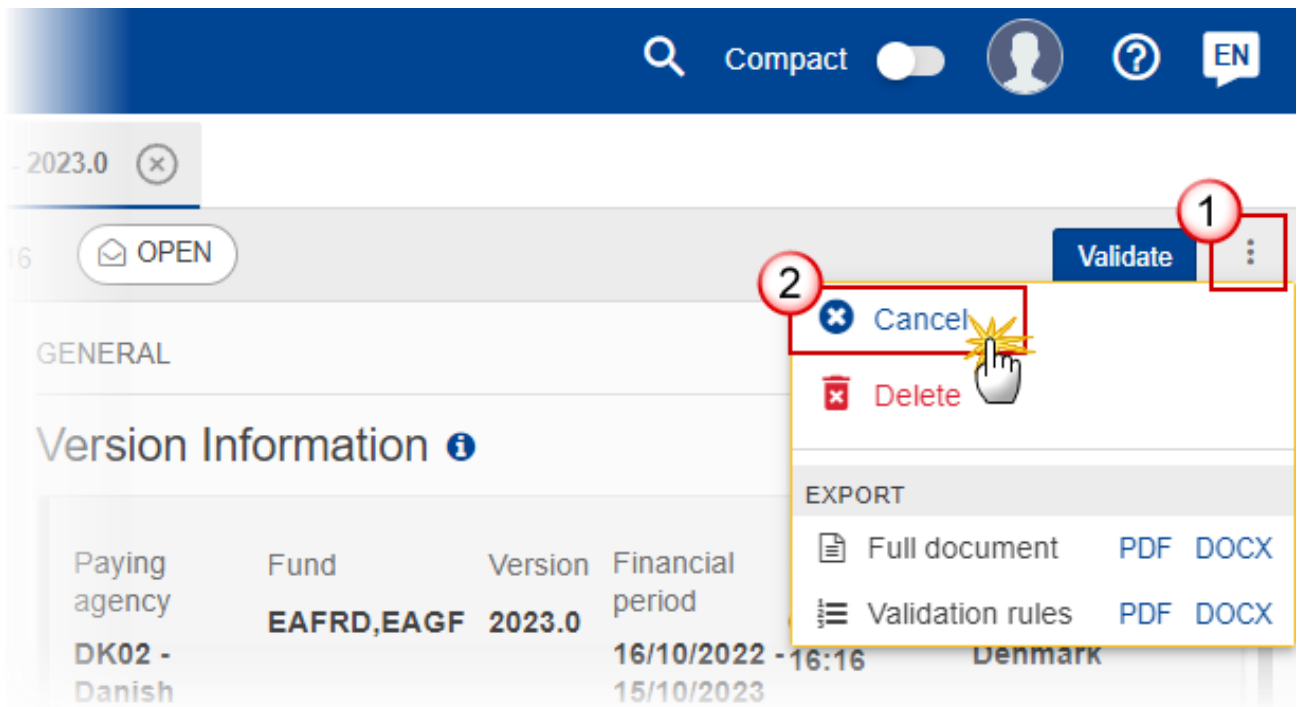 Compact EN
- 2023.0
1
16 OPEN Validate
2
Cancel
GENERAL
Delete
Version Information
EXPORT
Full document PDF DOCX
Validation rules PDF DOCX
Paying agency
DK02 -
Danish
Fund
EAFRD,EAGF
Version
2023.0
Financial period
16/10/2022 -
15/10/2023
16:16
Denmark